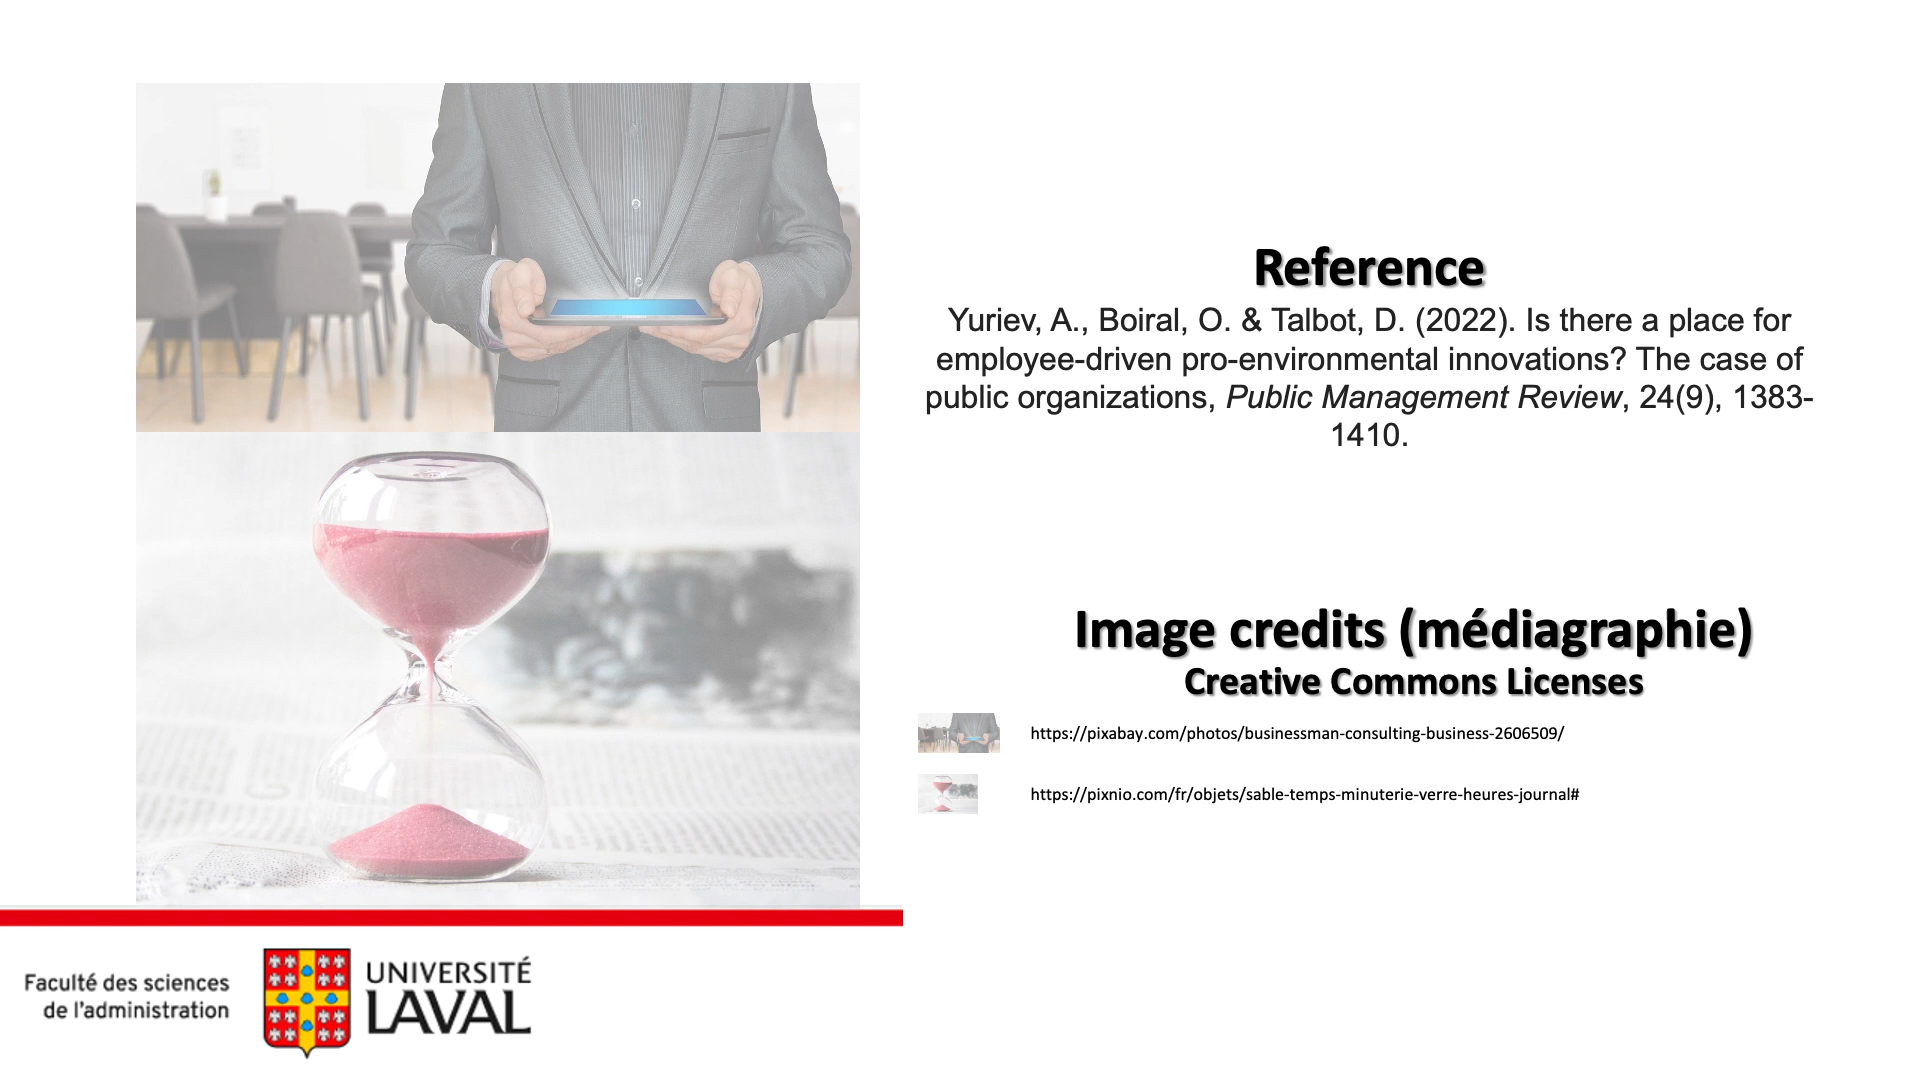 Reference
Yuriev, A., Boiral, O. & Talbot, D. (2022). Is there a place for
employee-driven pro-environmental innovations? The case of
public organizations, Public Management Review, 24(9), 1383-
1410.
Image credits (médiagraphie)
Creative Commons Licenses
https://pixabay.com/photos/businessman-consulting-business-2606509/
https://pixnio.com/fr/objets/sable-temps-minuterie-verre-heures-journal#
Faculté des sciences
de l'administration
UNIVERSITÉ
LAVAL